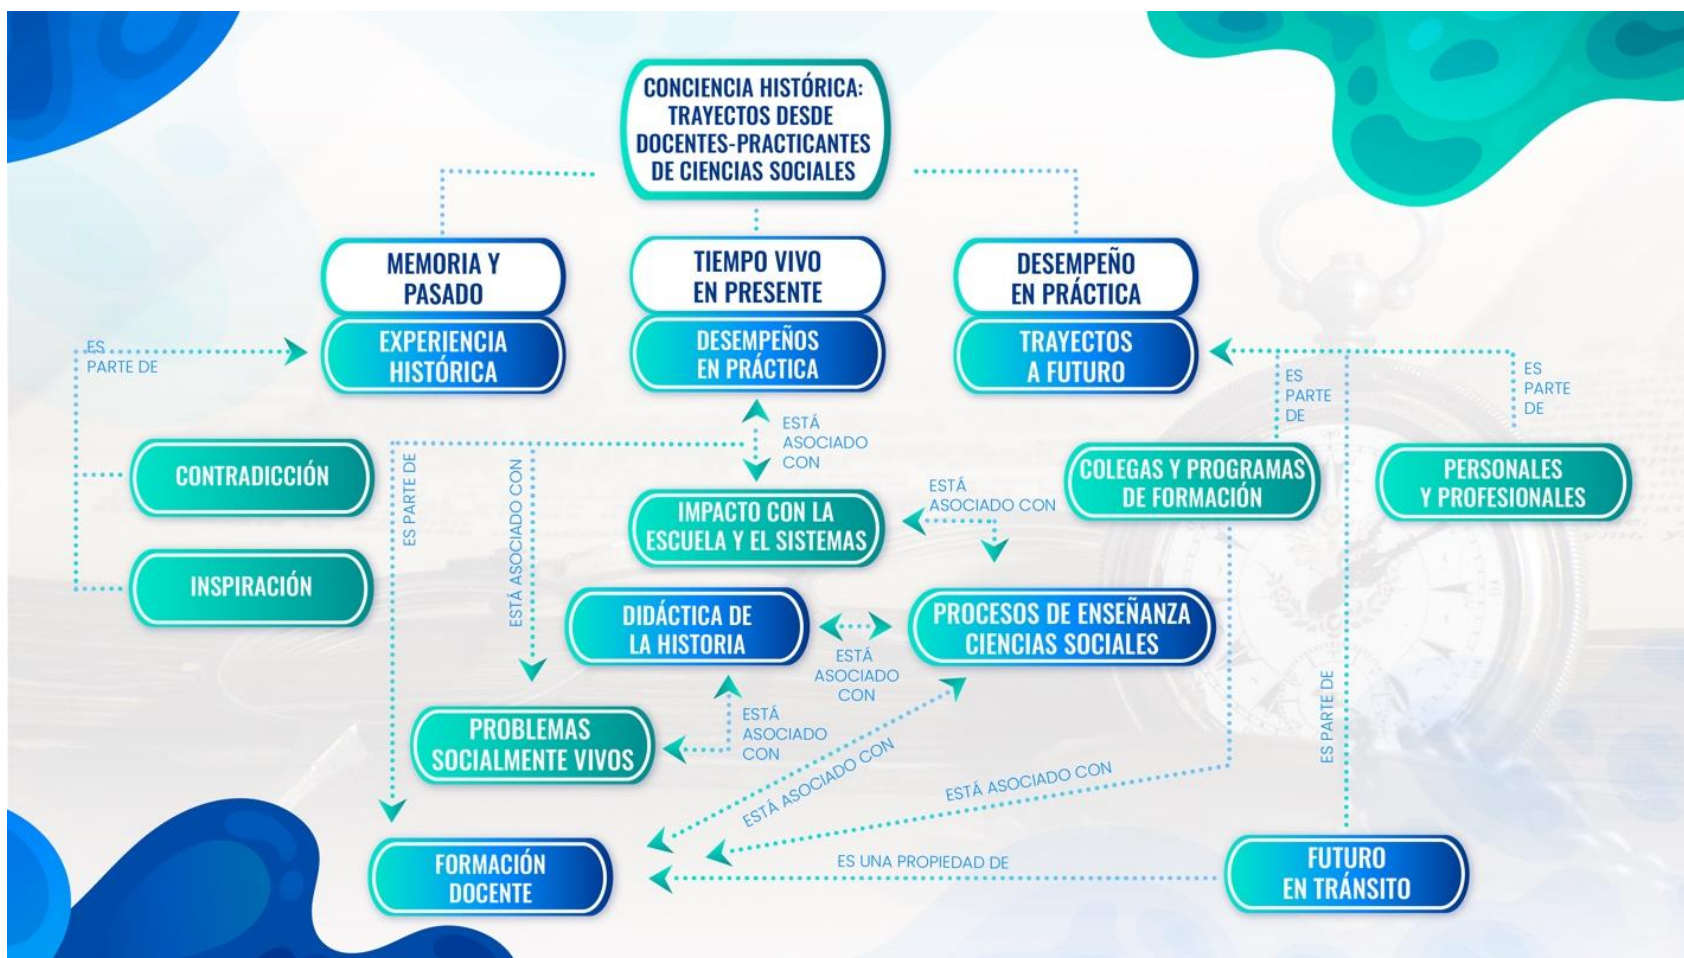 CONCIENCIA HISTÓRICA:
TRAYECTOS DESDE
DOCENTES-PRACTICANTES
DE CIENCIAS SOCIALES
MEMORIA Y
PASADO
EXPERIENCIA
HISTÓRICA
TIEMPO VIVO
EN PRESENTE
DESEMPEÑOS
EN PRÁCTICA
DESEMPEÑO
EN PRÁCTICA
TRAYECTOS
A FUTURO
ES
PARTE DE
CONTRADICCIÓN
INSPIRACIÓN
ES PARTE DE
ESTÁ ASOCIADO CON
ESTÁ
ASOCIADO
CON
IMPACTO CON LA
ESCUELA Y EL SISTEMAS
ESTÁ
ASOCIADO CON
ES
PARTE
DE
ES
PARTE
DE
COLEGAS Y PROGRAMAS
DE FORMACIÓN
PERSONALES
Y PROFESIONALES
DIDÁCTICA DE
LA HISTORIA
ESTÁ
ASOCIADO
CON
PROCESOS DE ENSEÑANZA
CIENCIAS SOCIALES
PROBLEMAS
SOCIALMENTE VIVOS
ESTÁ
ASOCIADO
CON
ESTÁ ASOCIADO CON
ESTÁ ASOCIADO CON
ES PARTE DE
FORMACIÓN
DOCENTE
ES UNA PROPIEDAD DE
FUTURO
EN TRÁNSITO